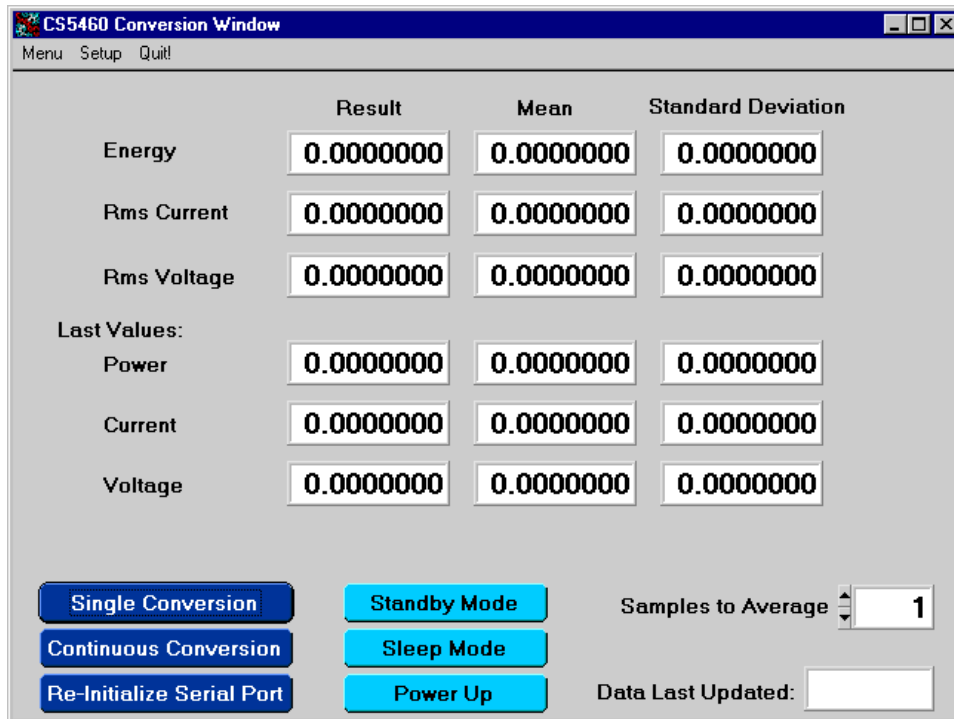 CS5460 Conversion Window
Menu Setup Quit!
Result Mean Standard Deviation
Energy 0.0000000 0.0000000 0.0000000
Rms Current 0.0000000 0.0000000 0.0000000
Rms Voltage 0.0000000 0.0000000 0.0000000
Last Values:
Power 0.0000000 0.0000000 0.0000000
Current 0.0000000 0.0000000 0.0000000
Voltage 0.0000000 0.0000000 0.0000000
Single Conversion Standby Mode Samples to Average 1
Continuous Conversion Sleep Mode
Re-Initialize Serial Port Power Up Data Last Updated: